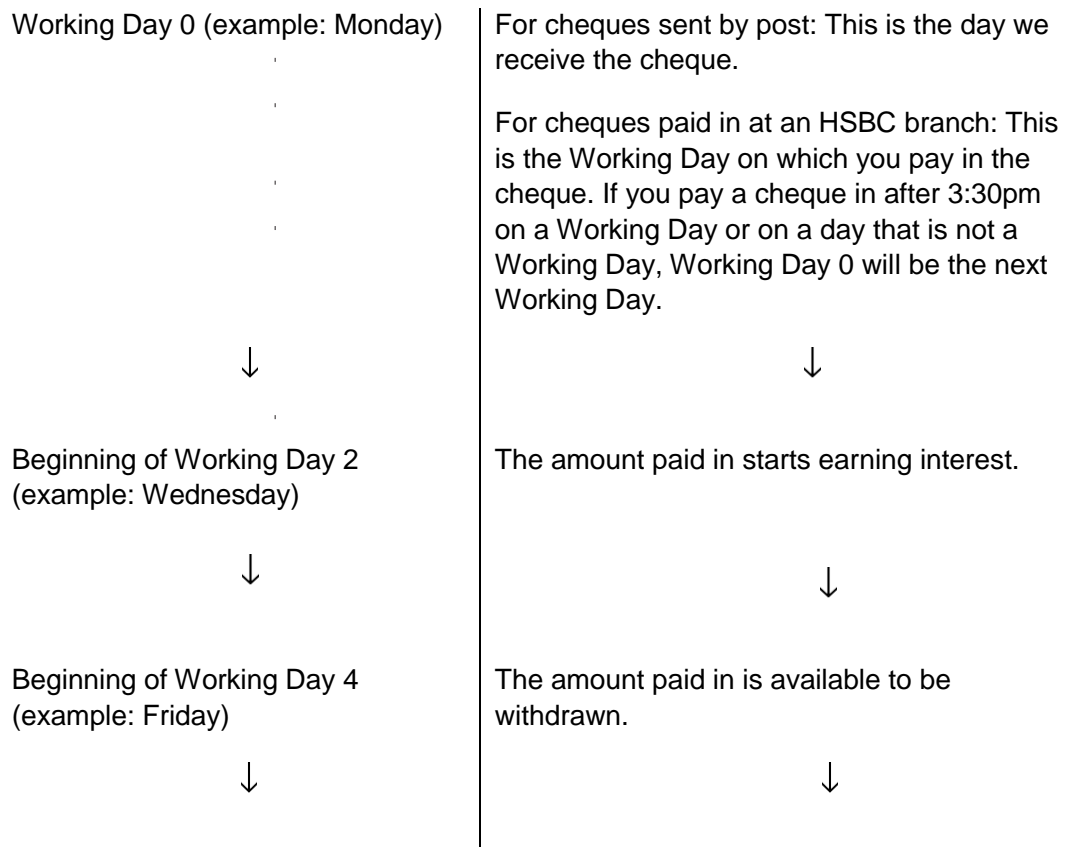 Working Day 0 (example: Monday)
For cheques sent by post: This is the day we
receive the cheque.
For cheques paid in at an HSBC branch: This
is the Working Day on which you pay in the
cheque. If you pay a cheque in after 3:30pm
on a Working Day or on a day that is not a
Working Day, Working Day 0 will be the next
Working Day.
↓ ↓
Beginning of Working Day 2
(example: Wednesday)
The amount paid in starts earning interest.
↓ ↓
Beginning of Working Day 4
(example: Friday)
The amount paid in is available to be
withdrawn.
↓ ↓